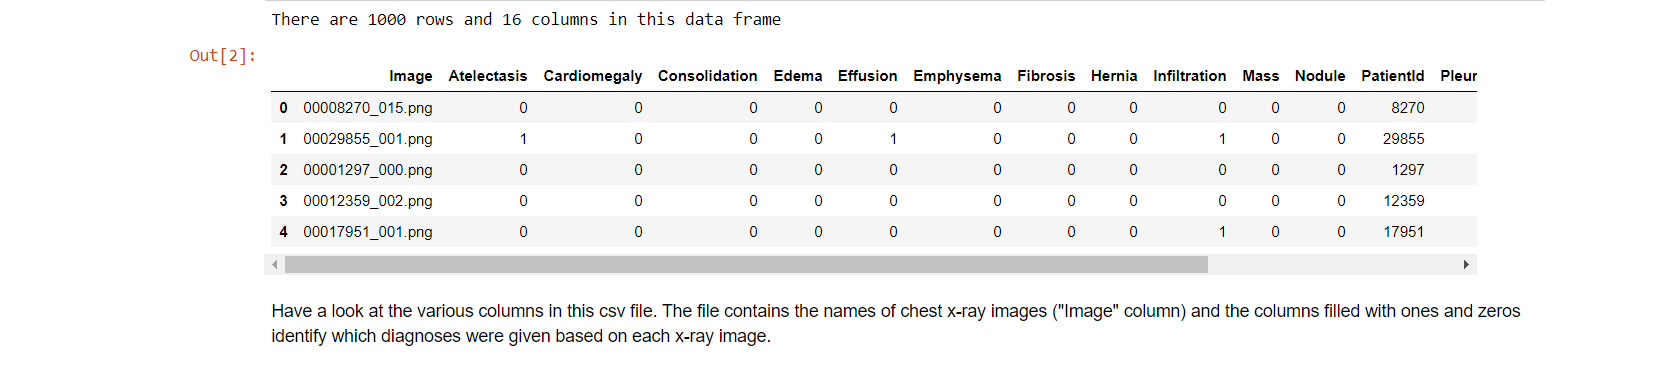 There are 1000 rows and 16 columns in this data frame
Out[2]:
Image Atelectasis Cardiomegaly Consolidation Edema Effusion Emphysema Fibrosis Hernia Infiltration Mass Nodule PatientId Pleur
0 00008270_015.png 0 0 0 0 0 0 0 0 0 0 0 8270
1 00029855_001.png 1 0 0 0 1 0 0 0 1 0 0 29855
2 00001297_000.png 0 0 0 0 0 0 0 0 0 0 0 1297
3 00012359_002.png 0 0 0 0 0 0 0 0 0 0 0 12359
4 00017951_001.png 0 0 0 0 0 0 0 0 1 0 0 17951
Have a look at the various columns in this csv file. The file contains the names of chest x-ray images ("Image" column) and the columns filled with ones and zeros
identify which diagnoses were given based on each x-ray image.